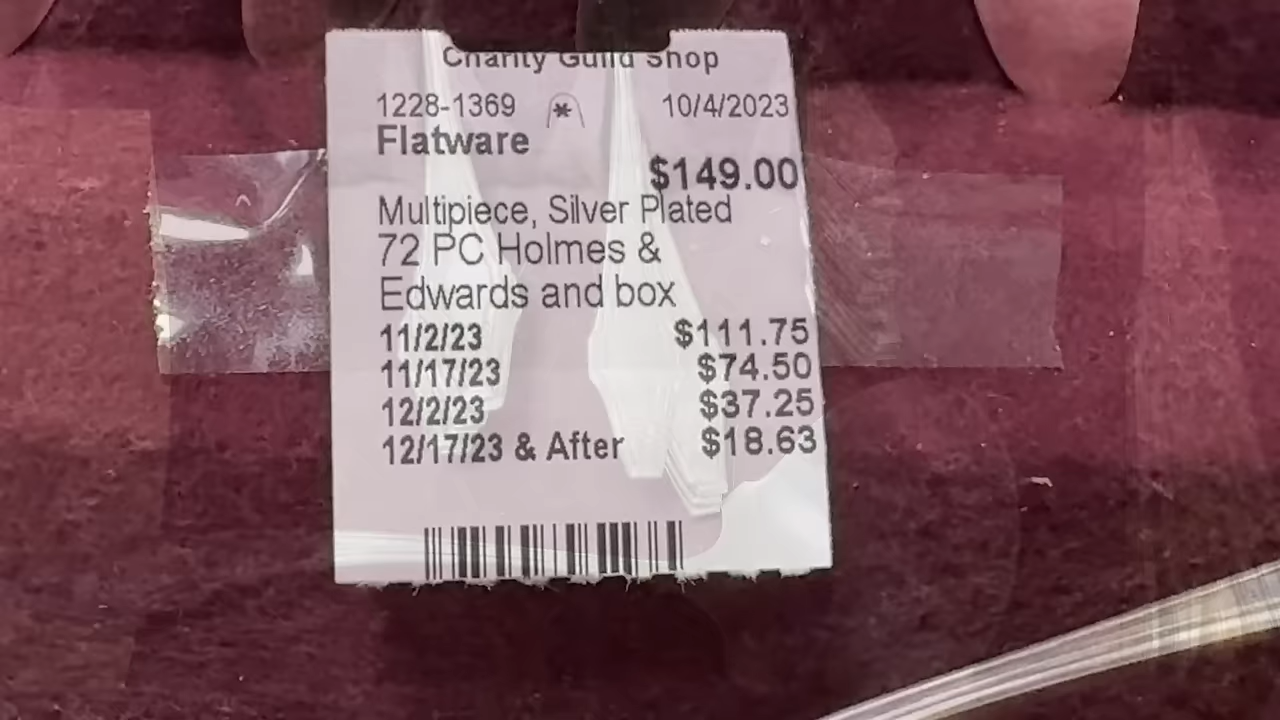 Charity Guild Shop
1228-1369 * 10/4/2023
Flatware
$149.00
Multipiece, Silver Plated
72 PC Holmes &
Edwards and box
11/2/23 $111.75
11/17/23 $74.50
12/2/23 $37.25
12/17/23 & After $18.63